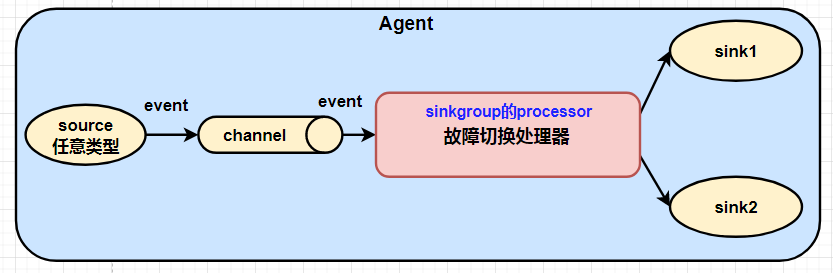 Agent
event
event
source
任意类型
channel
sinkgroup的processor
故障切换处理器
sink1
sink2